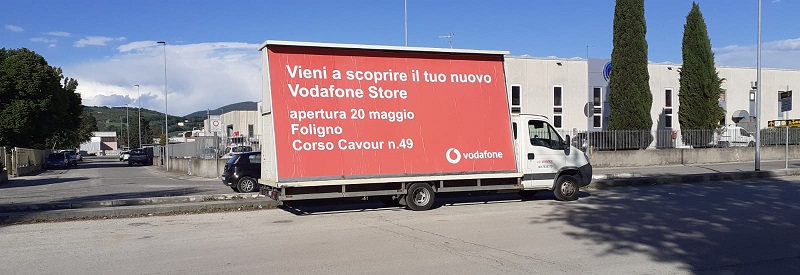 Vieni a scoprire il tuo nuovo
Vodafone Store
apertura 20 maggio
Foligno
Corso Cavour n.49
vodafone